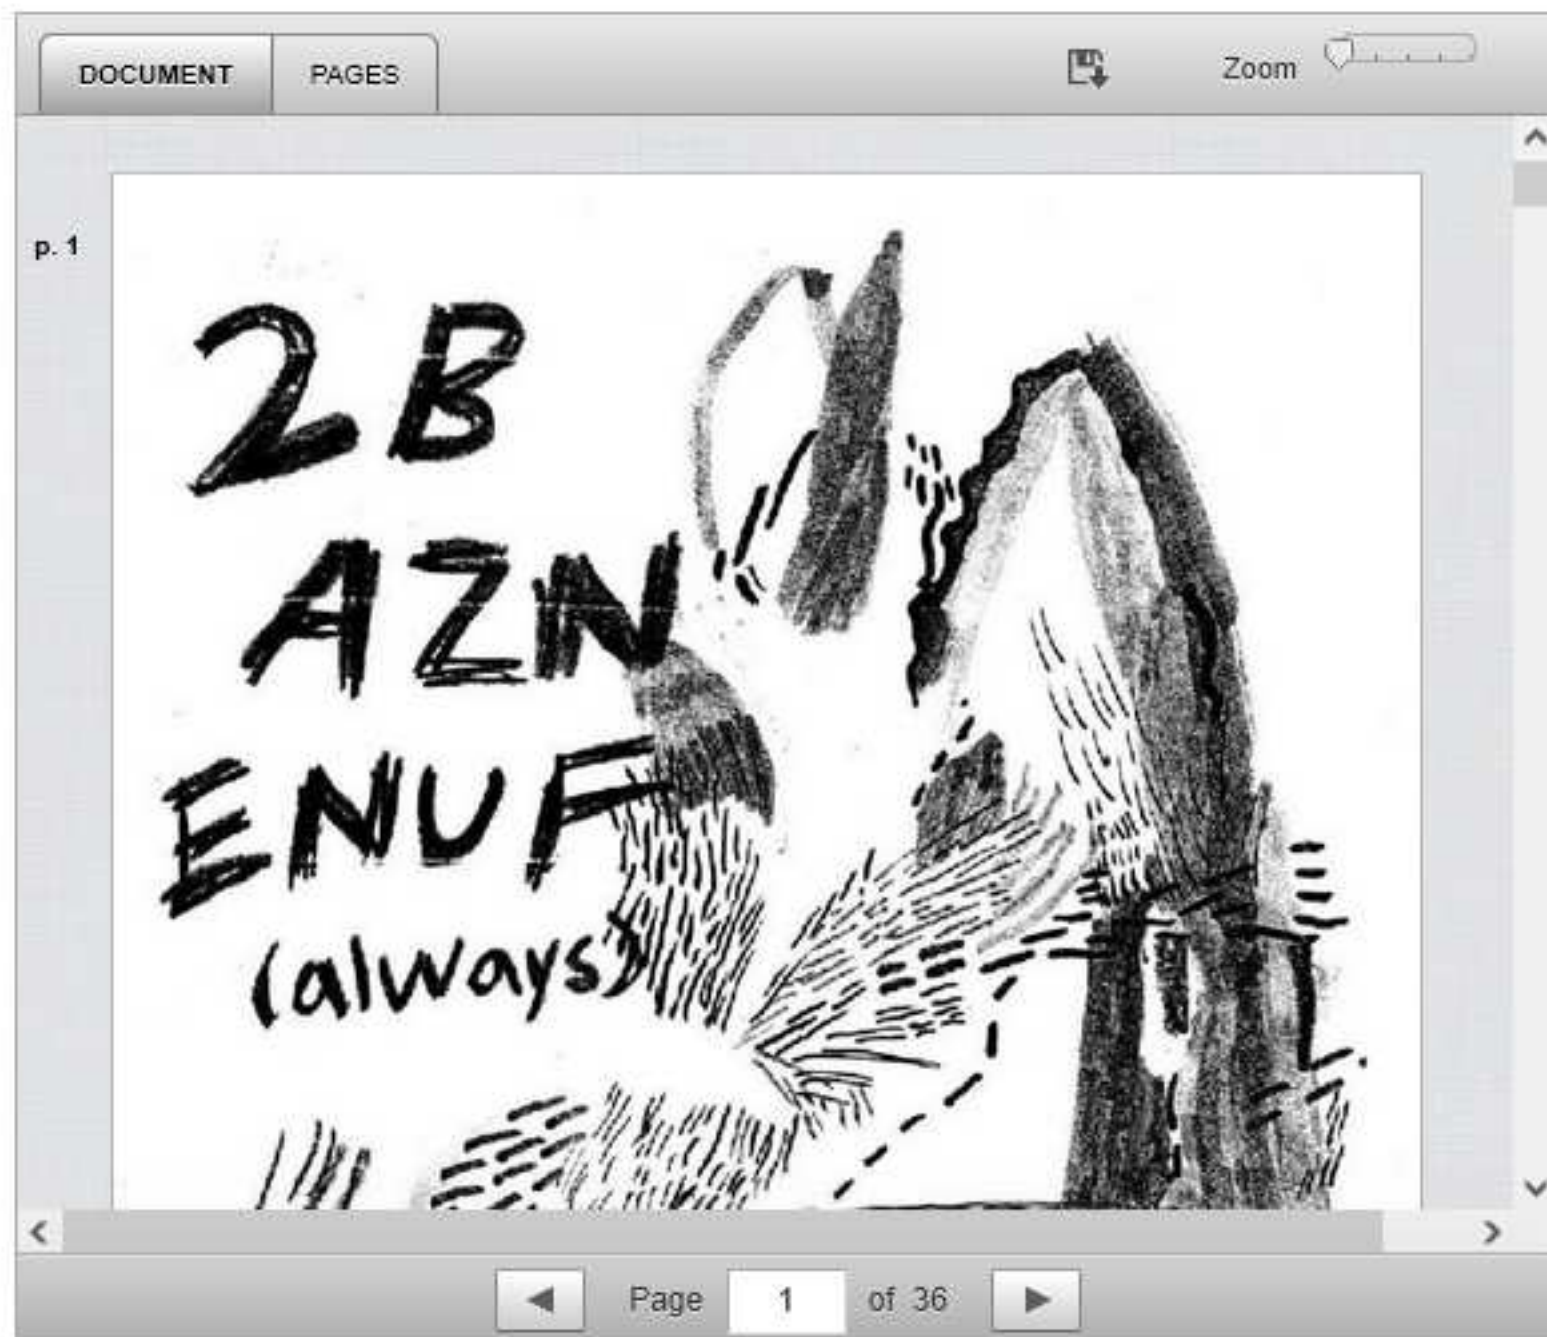 DOCUMENT PAGES Zoom
p. 1
2B
AZN
ENUF
(always)
Page 1 of 36